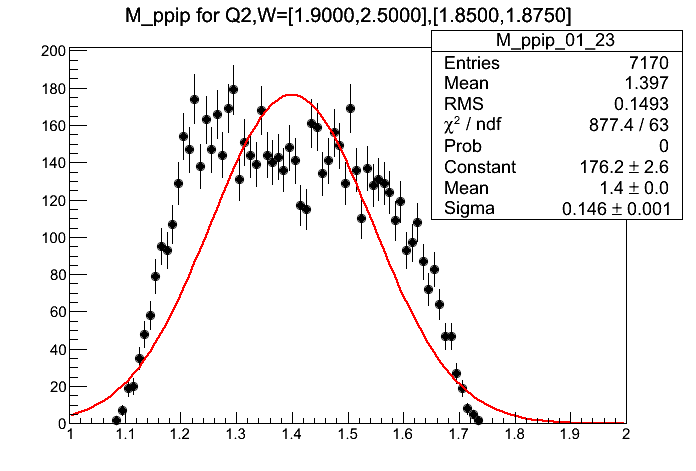 M_ppip for Q2,W=[1.9000,2.5000],[1.8500,1.8750]
M_ppip_01_23
Entries 7170
Mean 1.397
RMS 0.1493
χ² / ndf 877.4 / 63
Prob 0
Constant 176.2 ± 2.6
Mean 1.4 ± 0.0
Sigma 0.146 ± 0.001
200
180
160
140
120
100
80
60
40
20
0
1 1.1 1.2 1.3 1.4 1.5 1.6 1.7 1.8 1.9 2